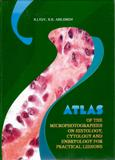 ATLAS
OF THE
MICROPHOTOGRAPHIES
ON HISTOLOGY,
CYTOLOGY AND
EMBRYOLOGY FOR
PRACTICAL LESSONS